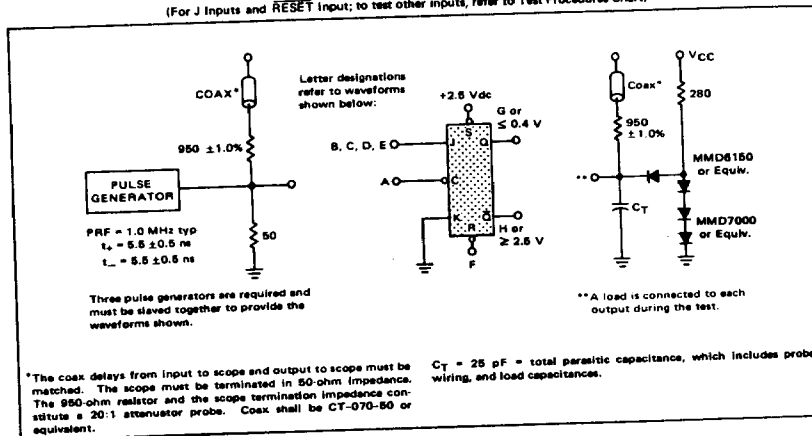 (For J Inputs and RESET Input; to test other inputs, refer to Test Procedures Chart)
COAX*
950 ±1.0%
PULSE
GENERATOR
PRF = 1.0 MHz typ
t+ = 5.5 ±0.5 ns
t− = 5.5 ±0.5 ns
50
Three pulse generators are required and
must be slaved together to provide the
waveforms shown.
Letter designations
refer to waveforms
shown below:
+2.5 Vdc
G or
≤ 0.4 V
S
B, C, D, E
J
Q
A
C
K
Q
R
H or
≥ 2.5 V
F
VCC
Coax*
280
950
±1.0%
MMD6150
or Equiv.
**
CT
MMD7000
or Equiv.
**A load is connected to each
output during the test.
*The coax delays from input to scope and output to scope must be
matched. The scope must be terminated in 50-ohm impedance.
The 950-ohm resistor and the scope termination impedance con-
stitute a 20:1 attenuator probe. Coax shall be CT-070-50 or
equivalent.
CT = 25 pF = total parasitic capacitance, which includes probe,
wiring, and load capacitances.